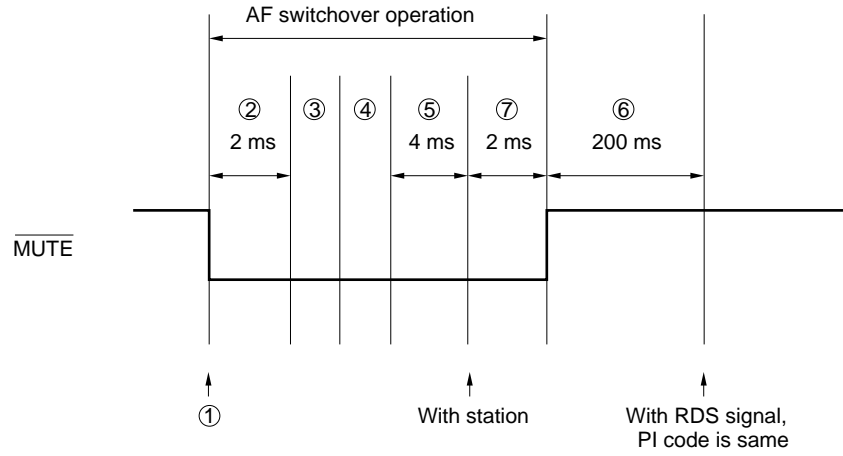 AF switchover operation
② ③ ④ ⑤ ⑦ ⑥
2 ms 4 ms 2 ms 200 ms
MUTE
① With station With RDS signal,
PI code is same